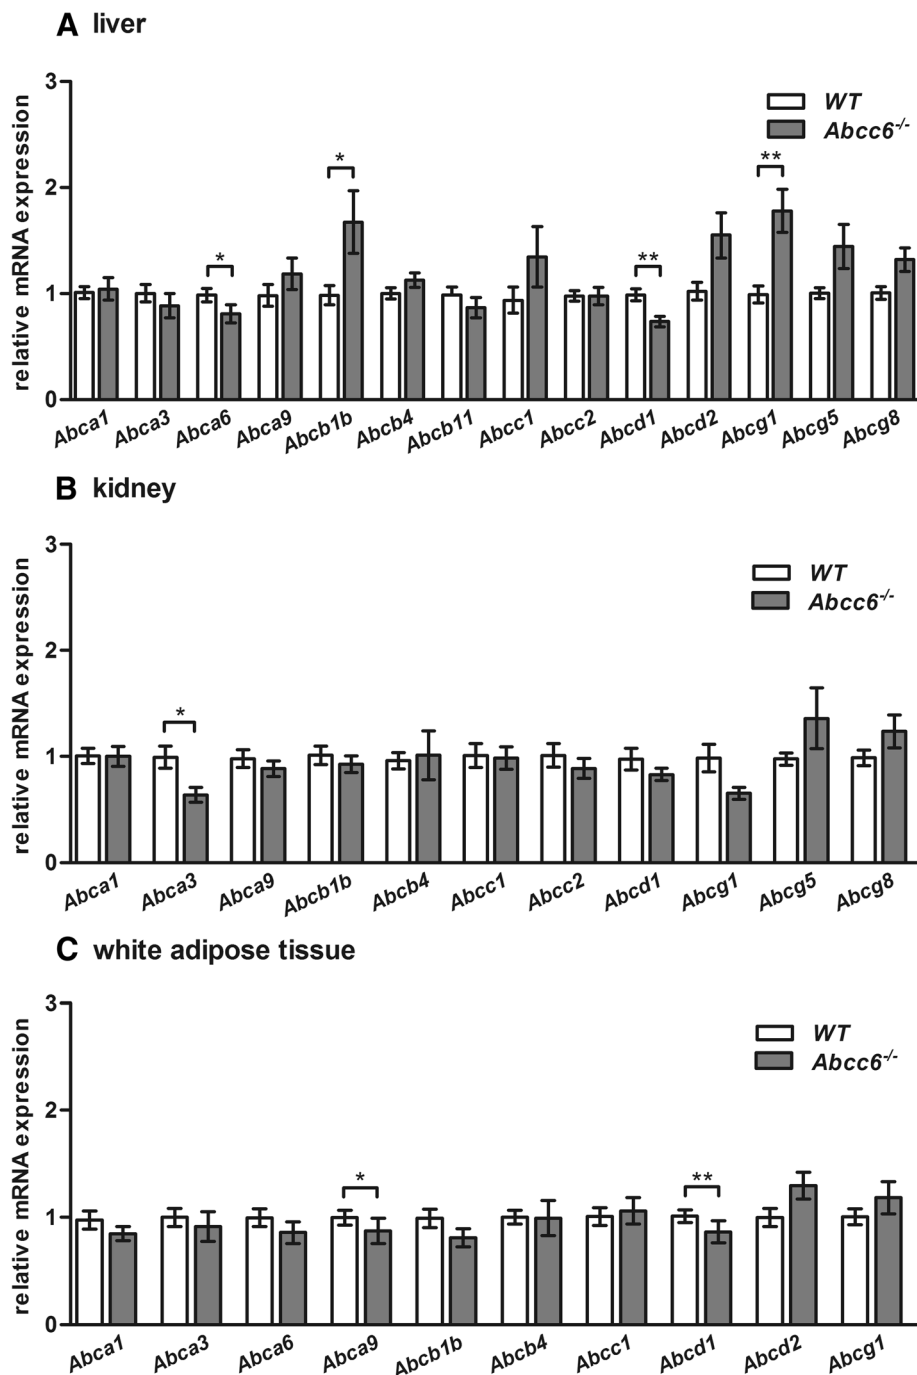 A liver
relative mRNA expression
3
2
1
0
WT
Abcc6-/-
*
*
**
**
Abca1 Abca3 Abca6 Abca9 Abcb1b Abcb4 Abcb11 Abcc1 Abcc2 Abcd1 Abcd2 Abcg1 Abcg5 Abcg8
B kidney
relative mRNA expression
3
2
1
0
WT
Abcc6-/-
*
Abca1 Abca3 Abca9 Abcb1b Abcb4 Abcc1 Abcc2 Abcd1 Abcg1 Abcg5 Abcg8
C white adipose tissue
relative mRNA expression
3
2
1
0
WT
Abcc6-/-
*
**
Abca1 Abca3 Abca6 Abca9 Abcb1b Abcb4 Abcc1 Abcd1 Abcd2 Abcg1